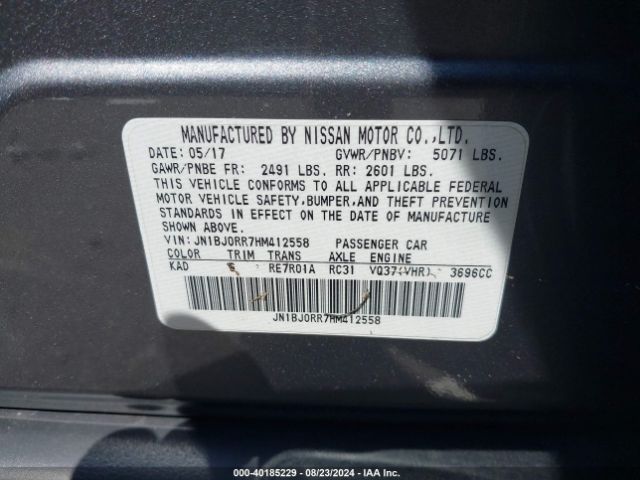 MANUFACTURED BY NISSAN MOTOR CO.,LTD.
DATE: 05/17 GVWR/PNBV: 5071 LBS.
GAWR/PNBE FR: 2491 LBS. RR: 2601 LBS.
THIS VEHICLE CONFORMS TO ALL APPLICABLE FEDERAL
MOTOR VEHICLE SAFETY,BUMPER,AND THEFT PREVENTION
STANDARDS IN EFFECT ON THE DATE OF MANUFACTURE
SHOWN ABOVE.
VIN: JN1BJ0RR7HM412558 PASSENGER CAR
COLOR TRIM TRANS AXLE ENGINE
KAD RE7R01A RC31 VQ37(VHR) 3696CC
JN1BJ0RR7HM412558
000-40185229 - 08/23/2024 - IAA Inc.